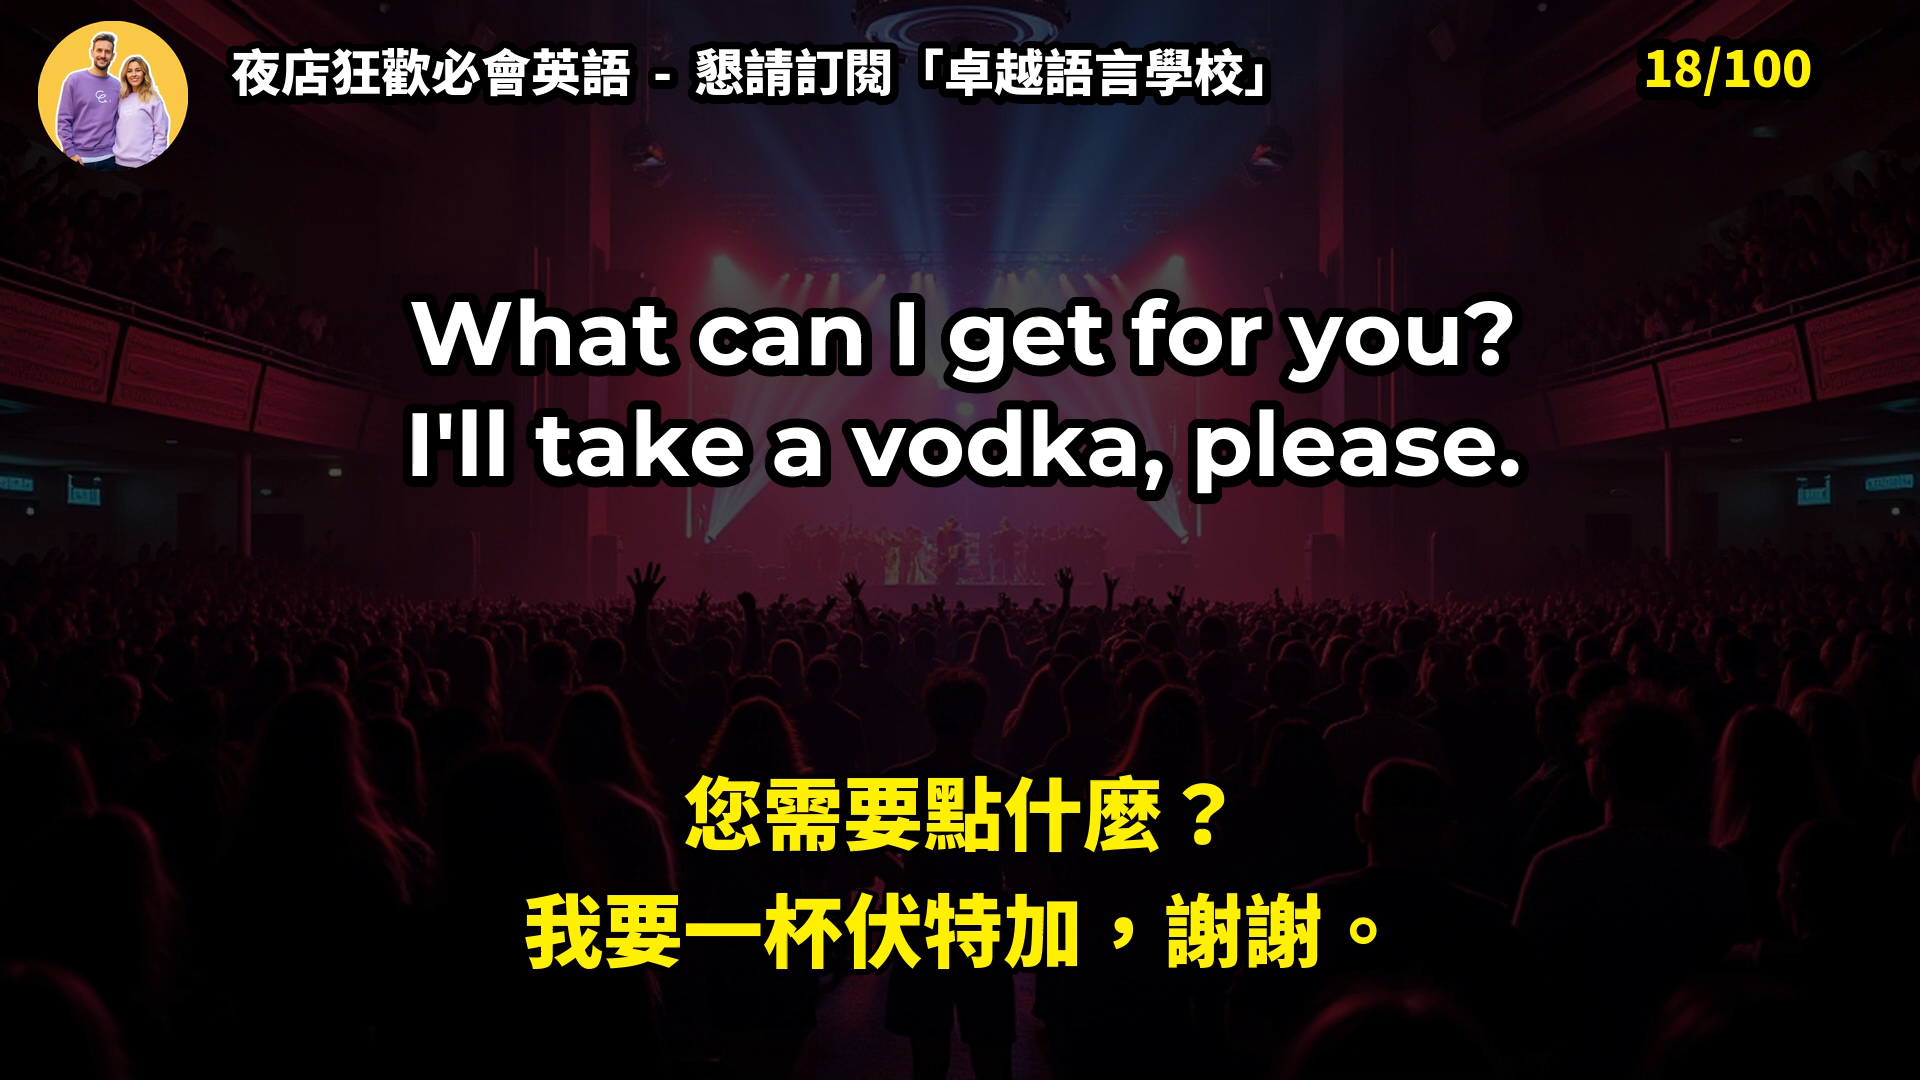 夜店狂歡必會英語 - 懇請訂閱「卓越語言學校」
18/100
What can I get for you?
I'll take a vodka, please.
您需要點什麼？
我要一杯伏特加，謝謝。